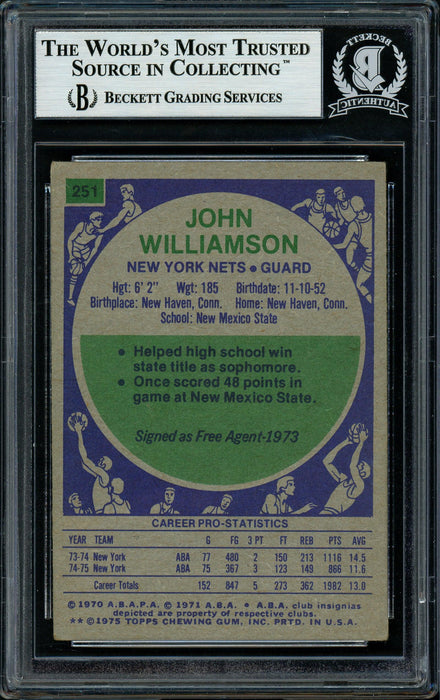 THE WORLD'S MOST TRUSTED
SOURCE IN COLLECTING™
B BECKETT GRADING SERVICES
BECKETT
AUTHENTIC
251
JOHN
WILLIAMSON
NEW YORK NETS • GUARD
Hgt: 6' 2" Wgt: 185 Birthdate: 11-10-52
Birthplace: New Haven, Conn. Home: New Haven, Conn.
School: New Mexico State
• Helped high school win
state title as sophomore.
• Once scored 48 points in
game at New Mexico State.
Signed as Free Agent-1973
CAREER PRO-STATISTICS
YEAR TEAM G FG 3 PT FT REB PTS AVG
73-74 New York ABA 77 480 2 150 213 1116 14.5
74-75 New York ABA 75 367 3 123 149 866 11.6
Career Totals 152 847 5 273 362 1982 13.0
© 1970 A.B.A.P.A. © 1971 A.B.A. • A.B.A. club insignias
depicted are property of respective clubs.
** ©1975 TOPPS CHEWING GUM, INC. PRTD. IN U.S.A.